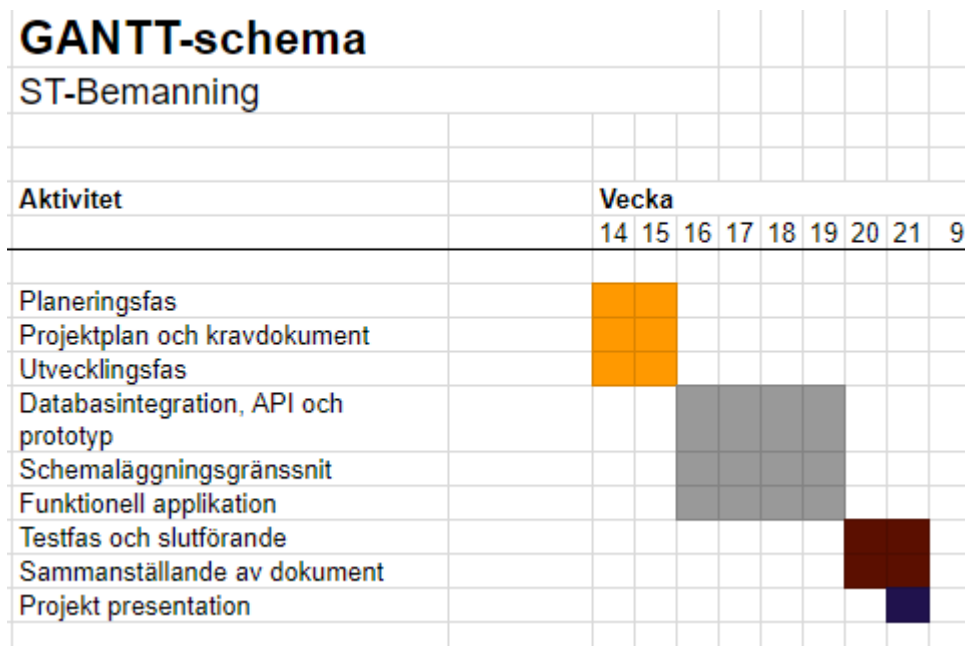 GANTT-schema
ST-Bemanning
Aktivitet Vecka
14 15 16 17 18 19 20 21 9
Planeringsfas
Projektplan och kravdokument
Utvecklingsfas
Databasintegration, API och
prototyp
Schemaläggningsgränssnit
Funktionell applikation
Testfas och slutförande
Sammanställande av dokument
Projekt presentation